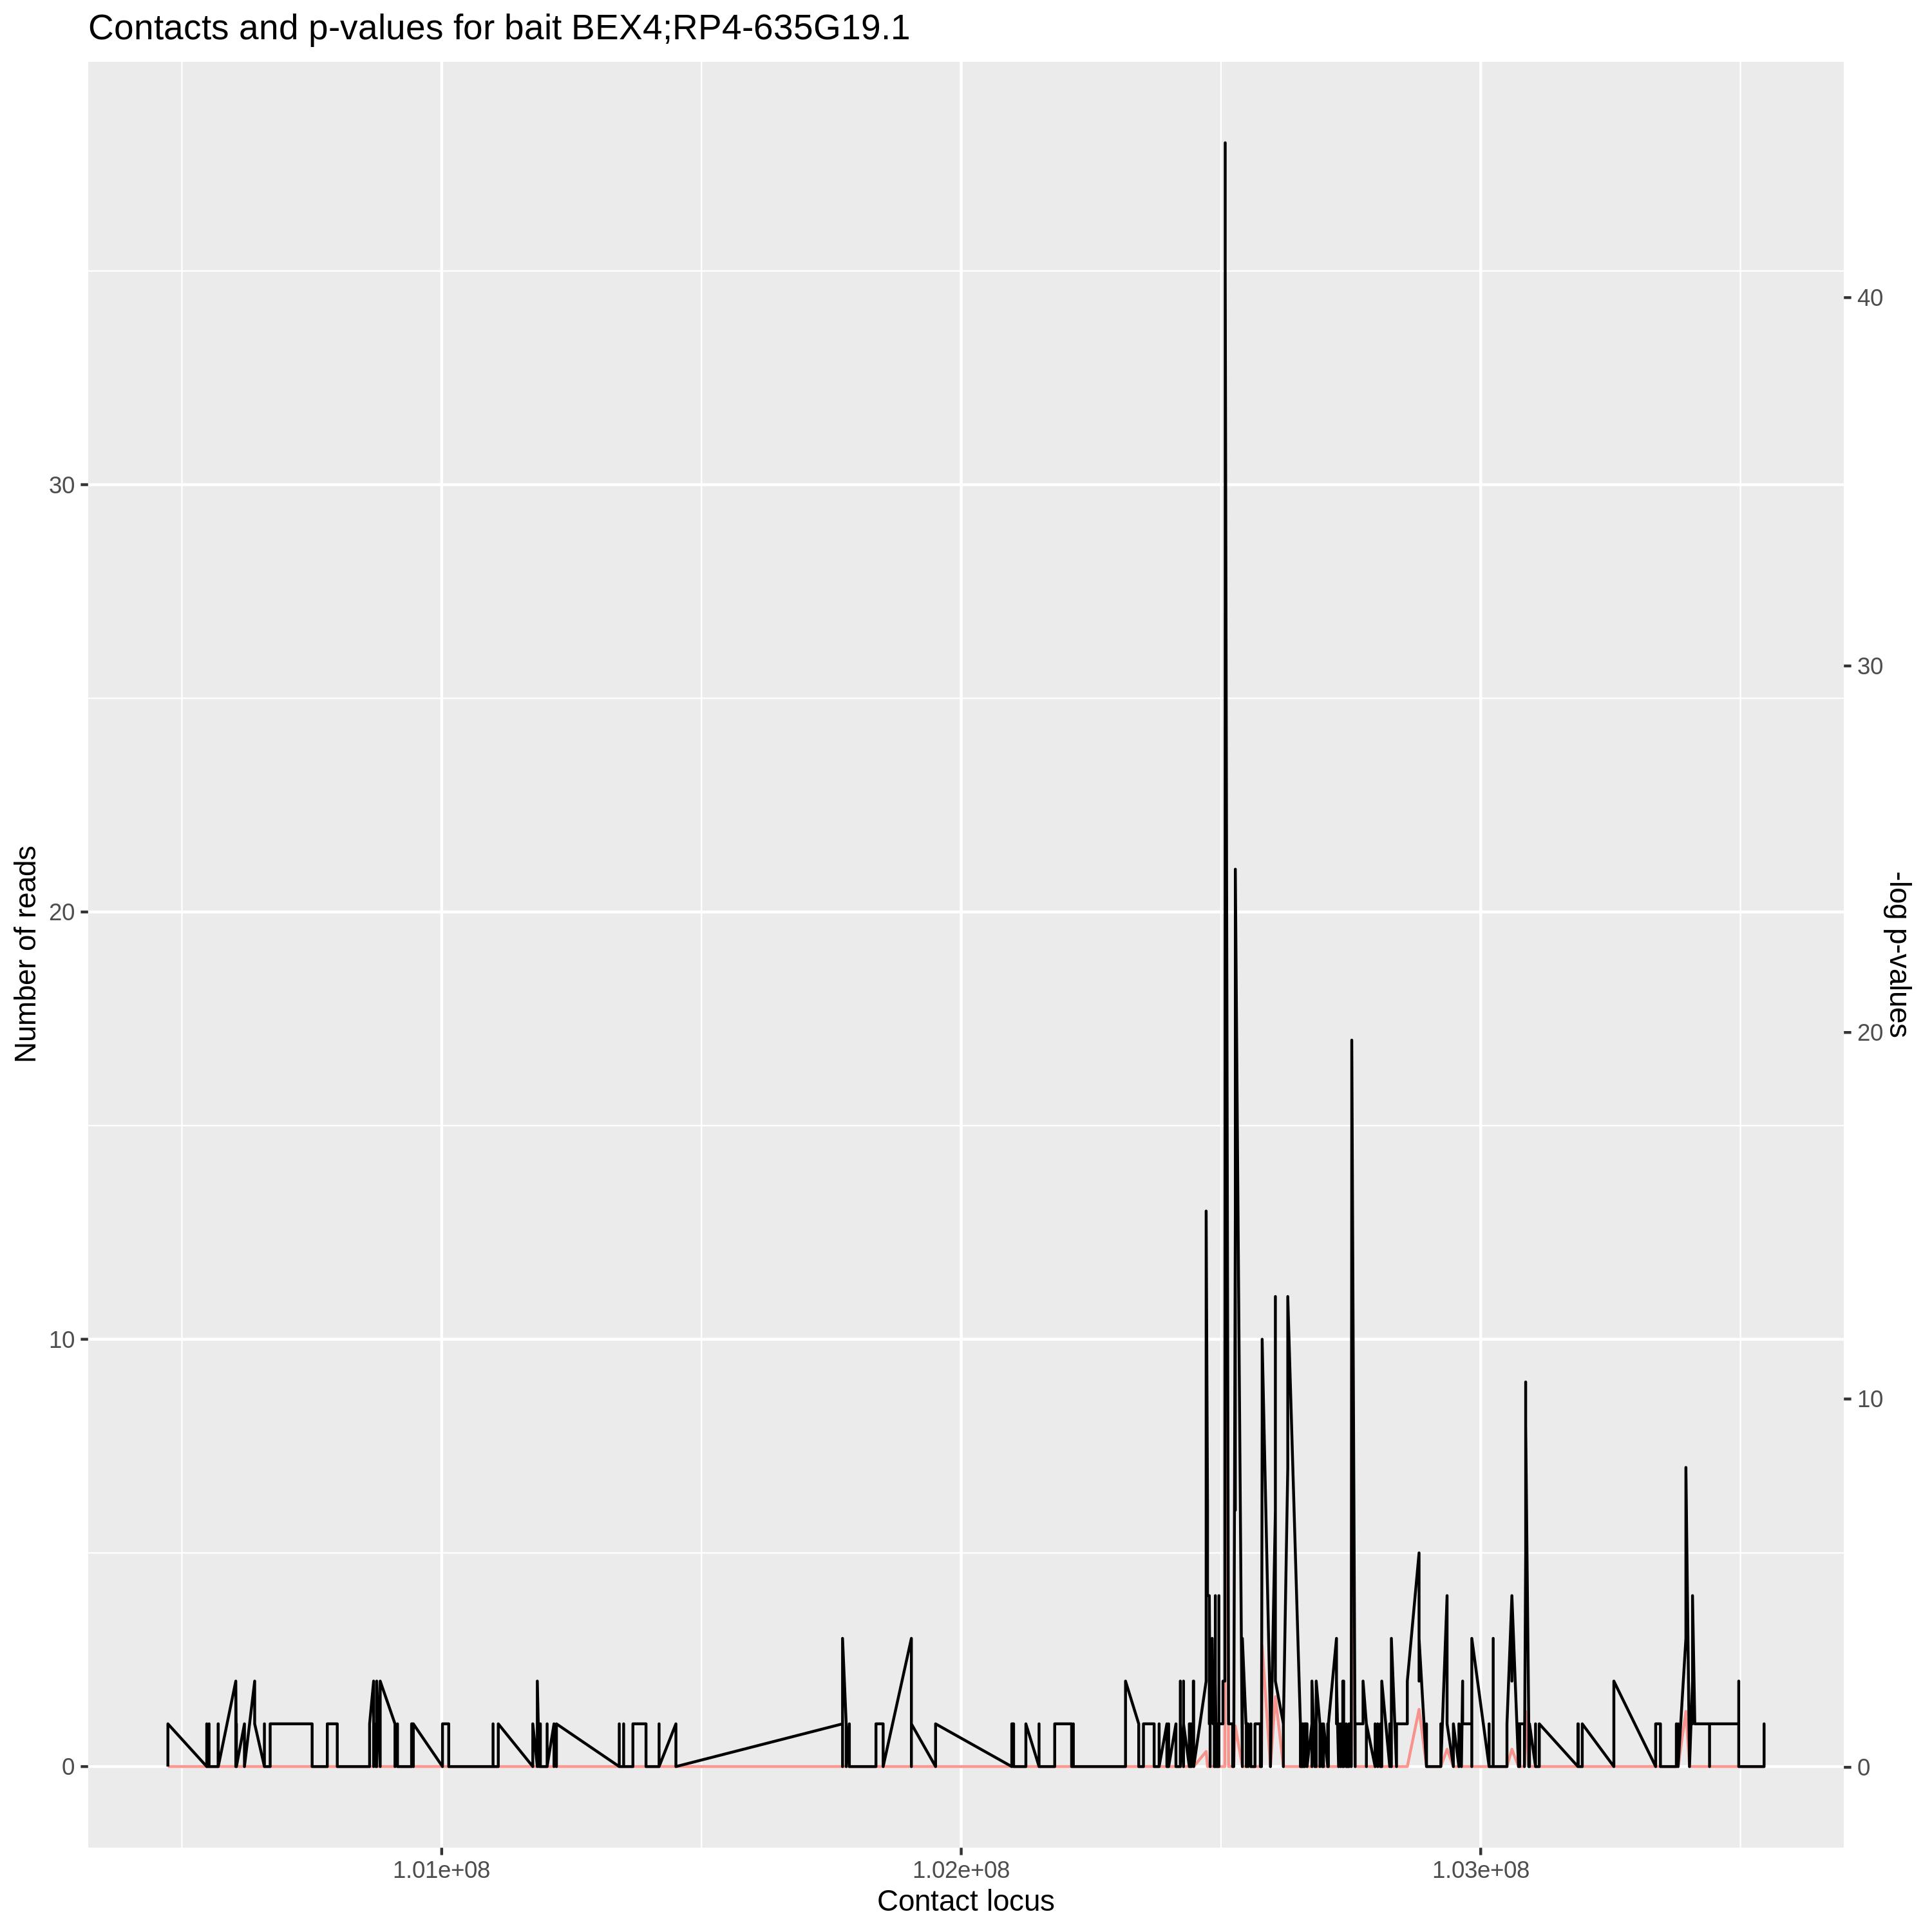 Contacts and p-values for bait BEX4;RP4-635G19.1
Number of reads
30
20
10
0
-log p-values
40
30
20
10
0
1.01e+08
1.02e+08
1.03e+08
Contact locus